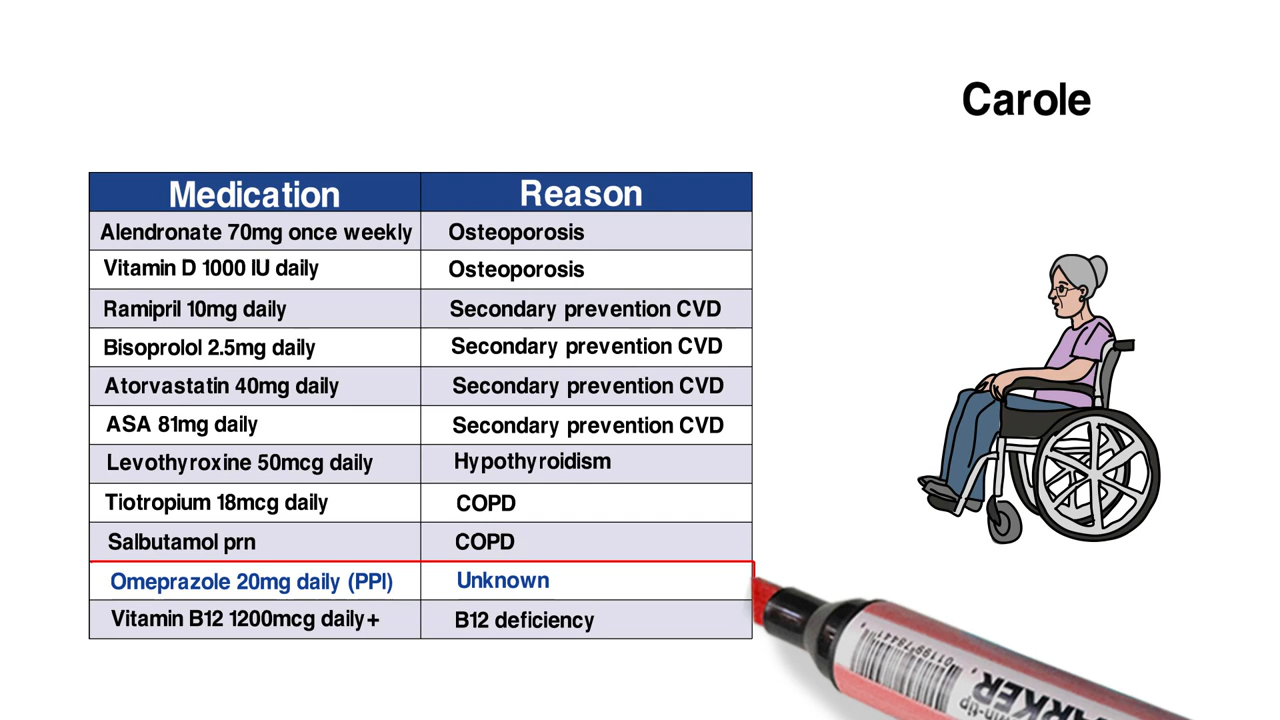 Carole
Medication Reason
Alendronate 70mg once weekly Osteoporosis
Vitamin D 1000 IU daily Osteoporosis
Ramipril 10mg daily Secondary prevention CVD
Bisoprolol 2.5mg daily Secondary prevention CVD
Atorvastatin 40mg daily Secondary prevention CVD
ASA 81mg daily Secondary prevention CVD
Levothyroxine 50mcg daily Hypothyroidism
Tiotropium 18mcg daily COPD
Salbutamol prn COPD
Omeprazole 20mg daily (PPI) Unknown
Vitamin B12 1200mcg daily+ B12 deficiency